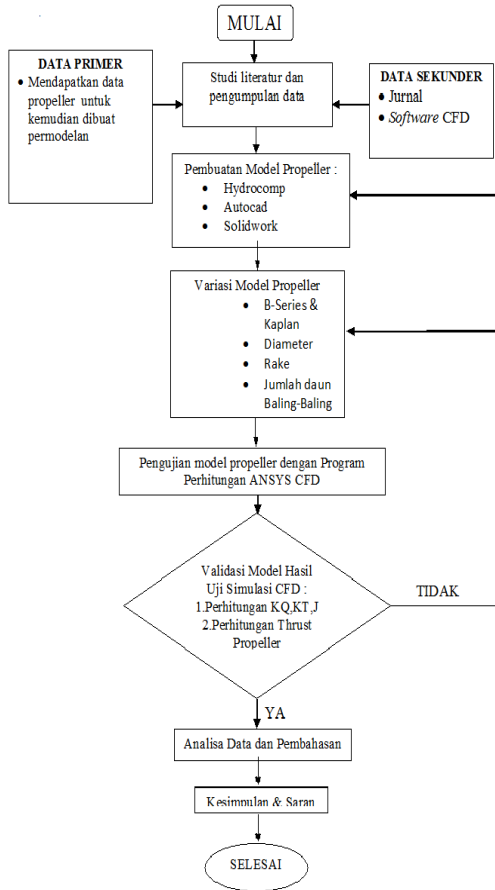 MULAI
DATA PRIMER
• Mendapatkan data
propeller untuk
kemudian dibuat
permodelan
Studi literatur dan
pengumpulan data
DATA SEKUNDER
• Jurnal
• Software CFD
Pembuatan Model Propeller :
• Hydrocomp
• Autocad
• Solidwork
Variasi Model Propeller
• B-Series &
Kaplan
• Diameter
• Rake
• Jumlah daun
Baling-Baling
Pengujian model propeller dengan Program
Perhitungan ANSYS CFD
Validasi Model Hasil
Uji Simulasi CFD :
1.Perhitungan KQ,KT,J
2.Perhitungan Thrust
Propeller
TIDAK
YA
Analisa Data dan Pembahasan
Kesimpulan & Saran
SELESAI